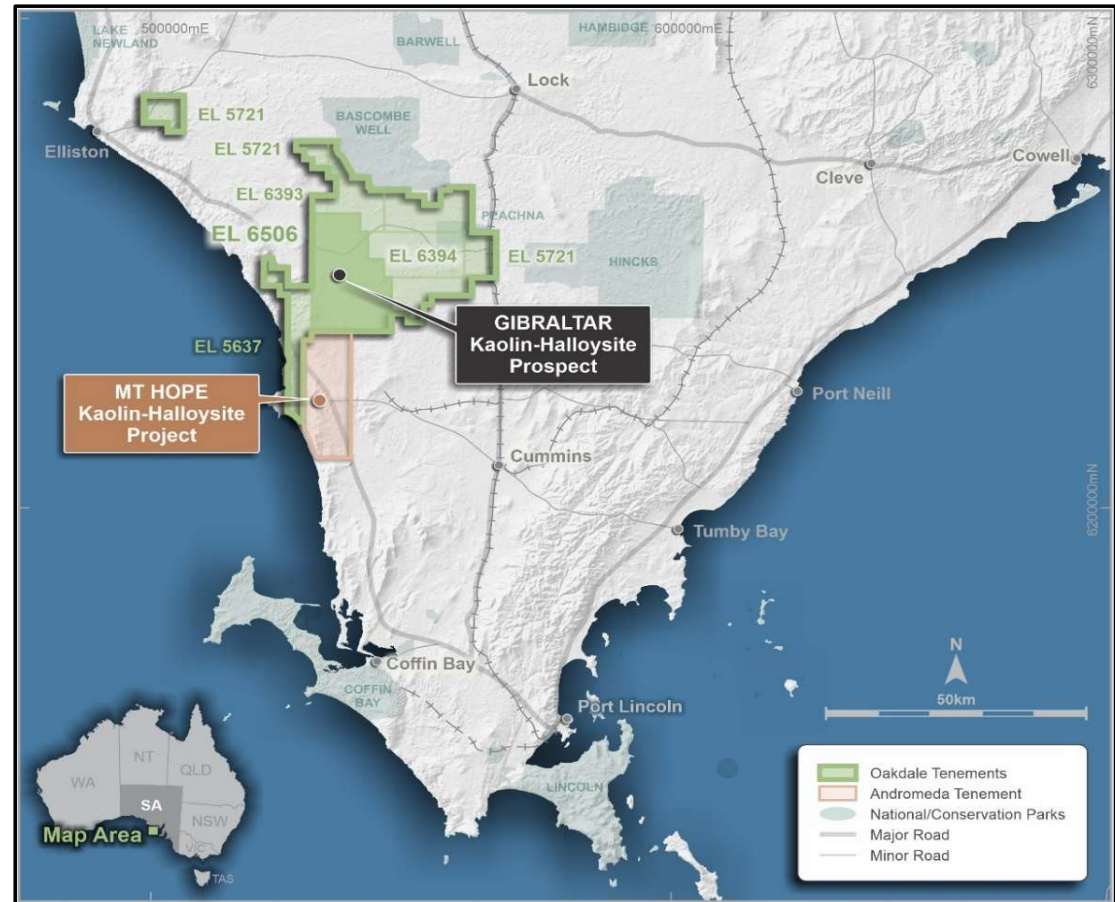 LAKE
NEWLAND
500000mE
BARWELL
HAMBIDGE
600000mE
6300000mN
Lock
EL 5721
BASCOMBE
WELL
Elliston
EL 5721
Cowell
Cleve
EL 6393
PEACHNA
EL 6506
EL 6394
EL 5721
HINCKS
GIBRALTAR
Kaolin-Halloysite
Prospect
EL 5637
MT HOPE
Kaolin-Halloysite
Project
Port Neill
Cummins
6200000mN
Tumby Bay
Coffin Bay
COFFIN
BAY
N
50km
Port Lincoln
LINCOLN
NT
QLD
WA
SA
NSW
VIC
TAS
Map Area
Oakdale Tenements
Andromeda Tenement
National/Conservation Parks
Major Road
Minor Road